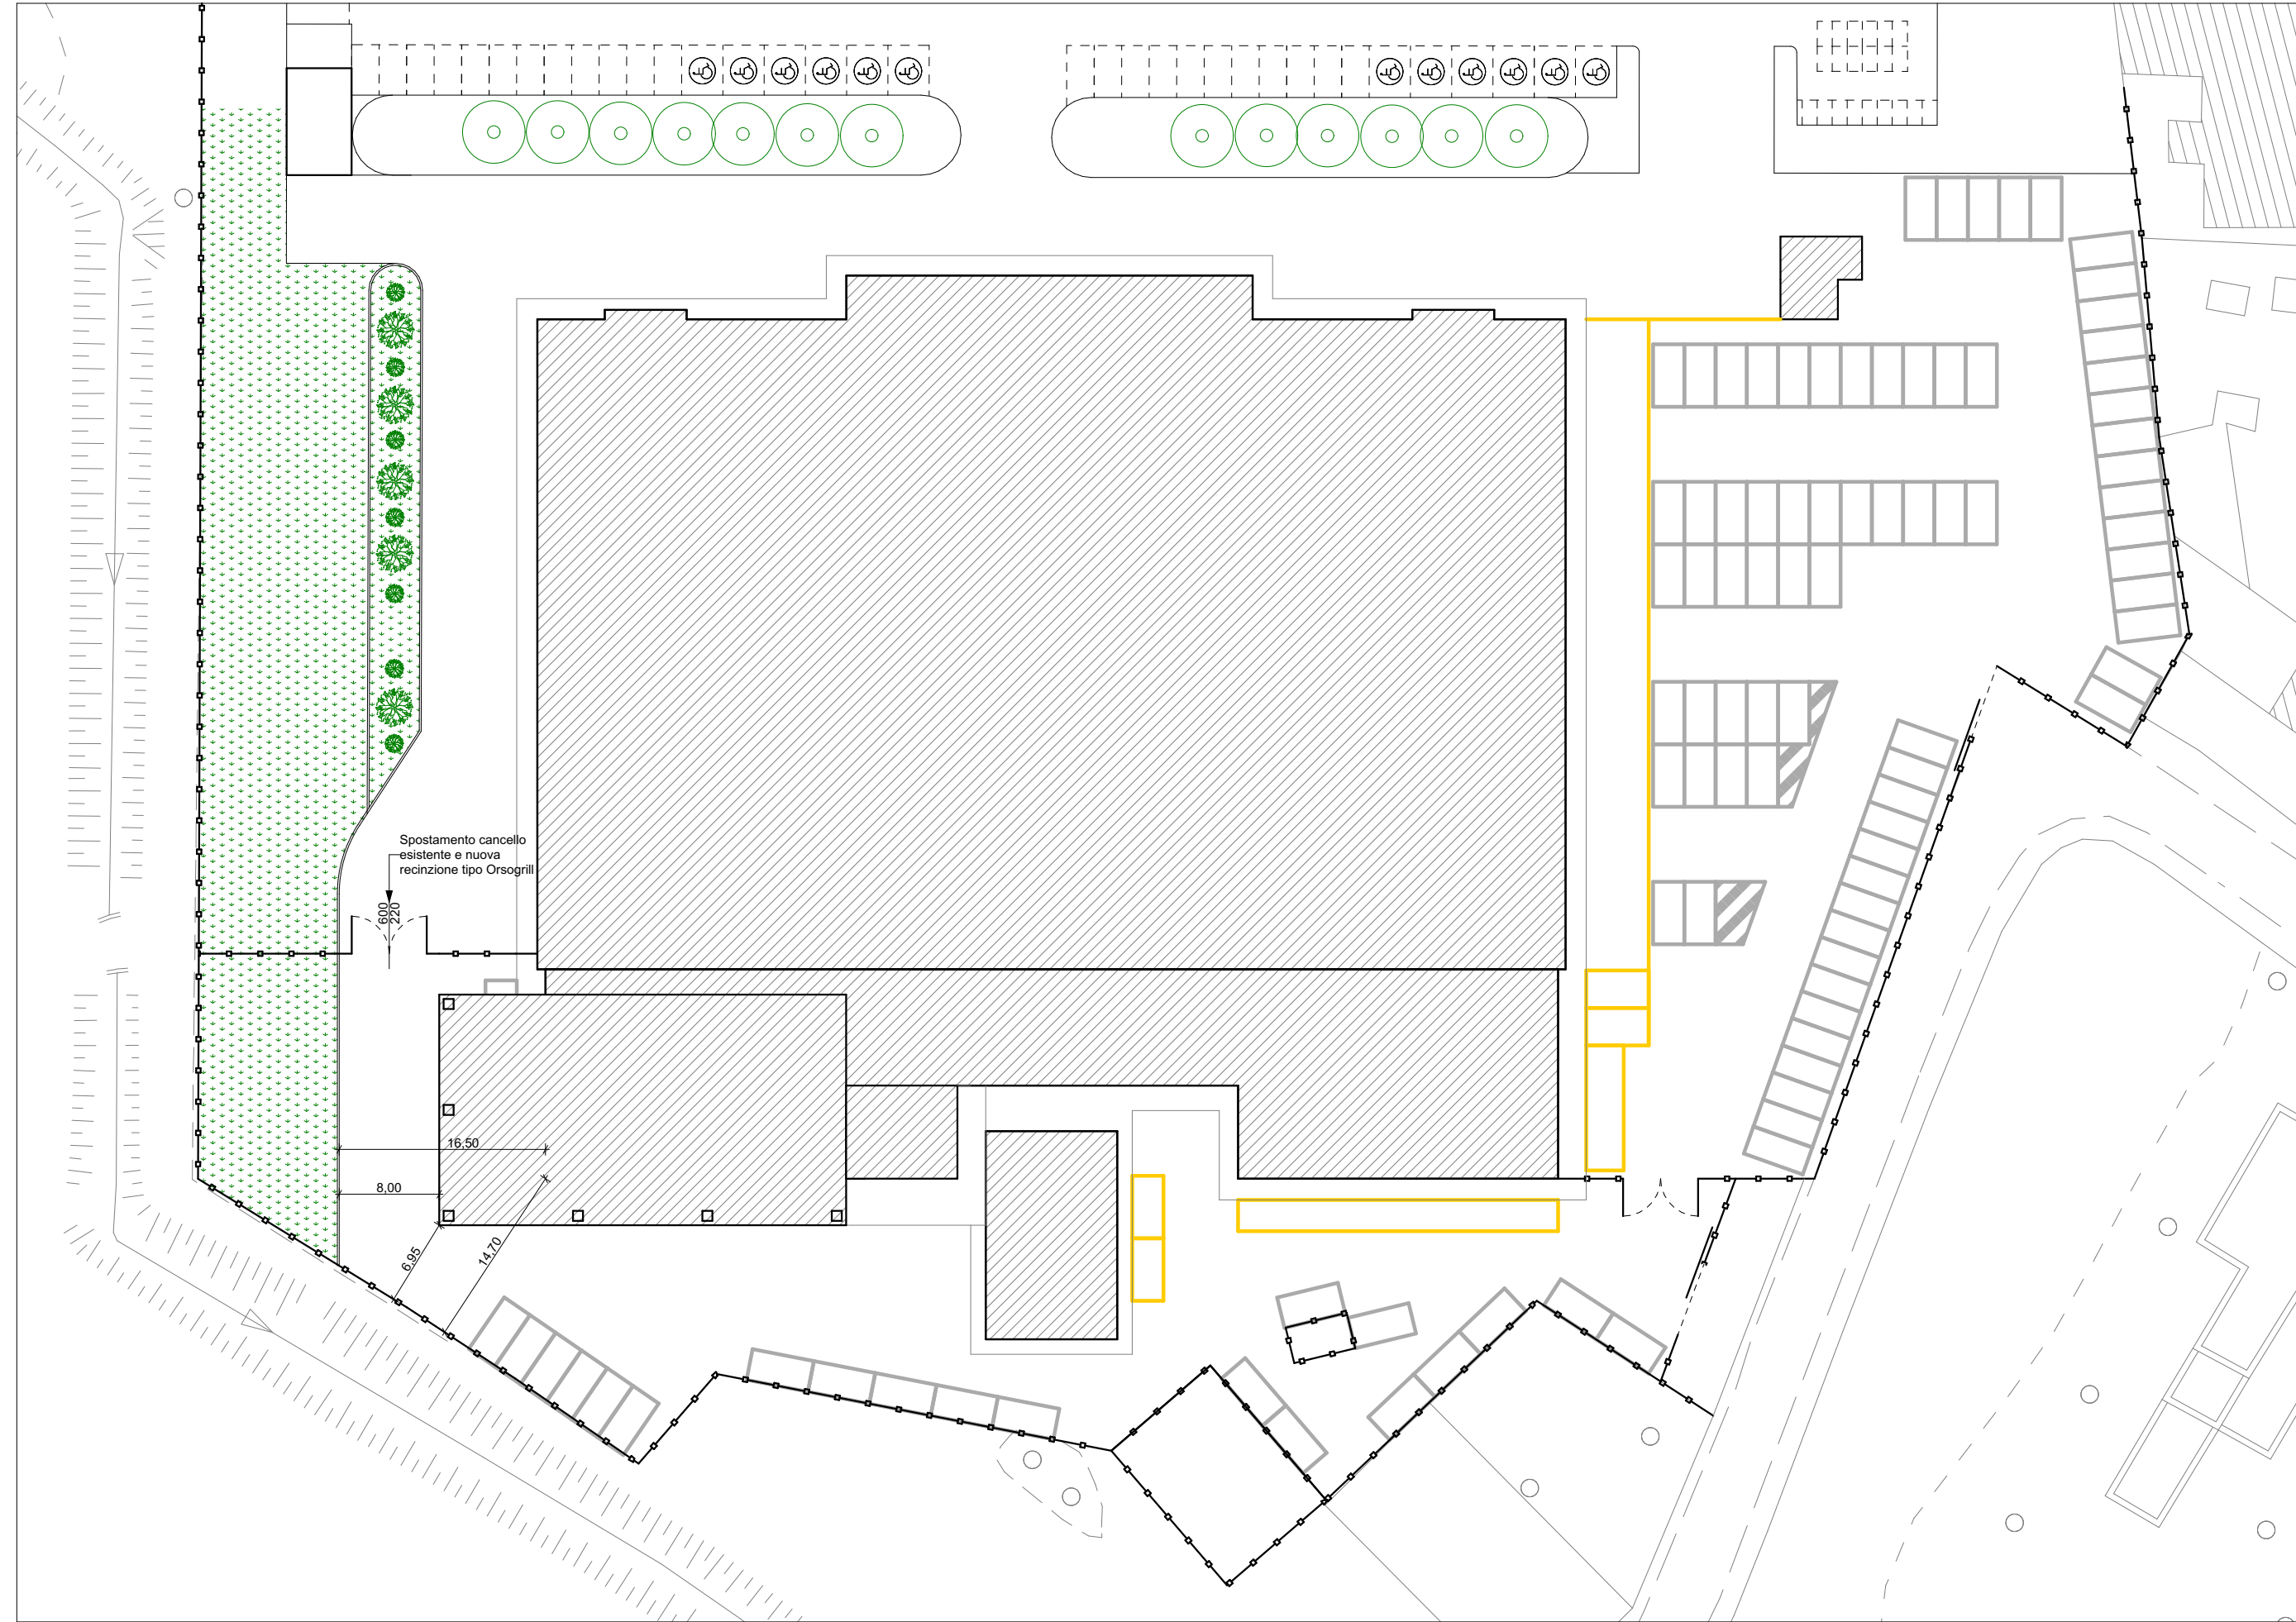 Spostamento cancello
esistente e nuova
recinzione tipo Orsogrill
600
220
16,50
8,00
6,95
14,70